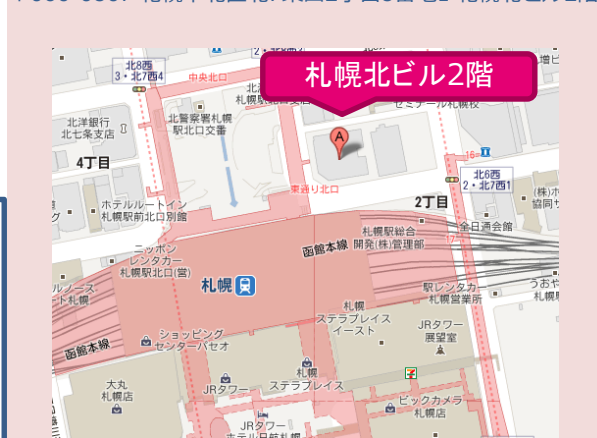 北8西
3・北7西4
中央北口
札幌北ビル2階
北洋銀行
北七条支店
北警察署札幌
駅北口交番
セミナール札幌校
A
16
4丁目
東通り北口
北6西
2・北7西1
2丁目
ホテルルートイン
札幌駅前北口別館
全日通会館
協同
17
札幌駅総合
開発(株)管理部
函館本線
ニッポン
レンタカー
札幌駅北口(営)
札幌
駅レンタカー
札幌営業所
札幌
ステラプレイス
イースト
JRタワー
展望室
ショッピング
センターパセオ
函館本線
大丸
札幌店
JRタワー
札幌
ステラプレイス
ビックカメラ
札幌店
JRタワー
ホテル日航札幌